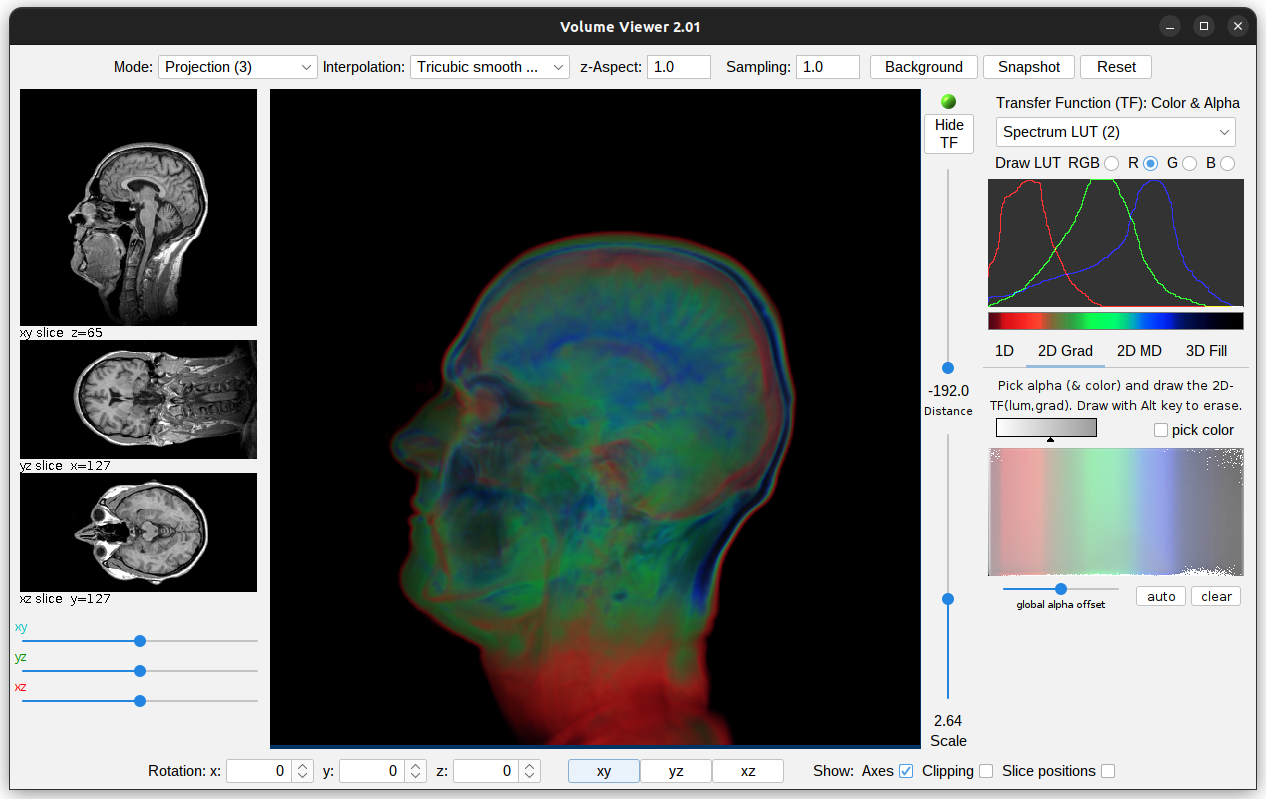 Volume Viewer 2.01
Mode: Projection (3) Interpolation: Tricubic smooth ... z-Aspect: 1.0 Sampling: 1.0 Background Snapshot Reset
xy slice z=65
yz slice x=127
xz slice y=127
xy
yz
xz
Hide
TF
-192.0
Distance
2.64
Scale
Transfer Function (TF): Color & Alpha
Spectrum LUT (2)
Draw LUT RGB R G B
1D 2D Grad 2D MD 3D Fill
Pick alpha (& color) and draw the 2D-
TF(lum,grad). Draw with Alt key to erase.
pick color
global alpha offset
auto clear
Rotation: x: 0 y: 0 z: 0 xy yz xz Show: Axes Clipping Slice positions